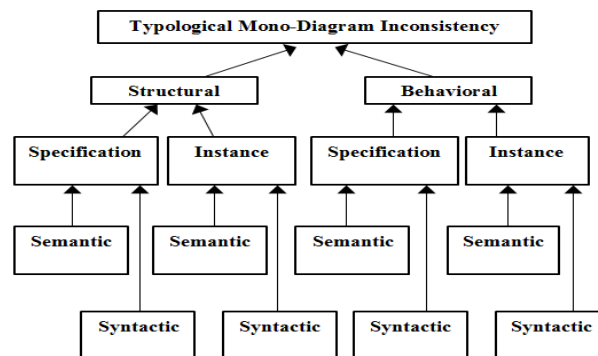 Typological Mono-Diagram Inconsistency
Structural
Behavioral
Specification
Instance
Specification
Instance
Semantic
Semantic
Semantic
Semantic
Syntactic
Syntactic
Syntactic
Syntactic